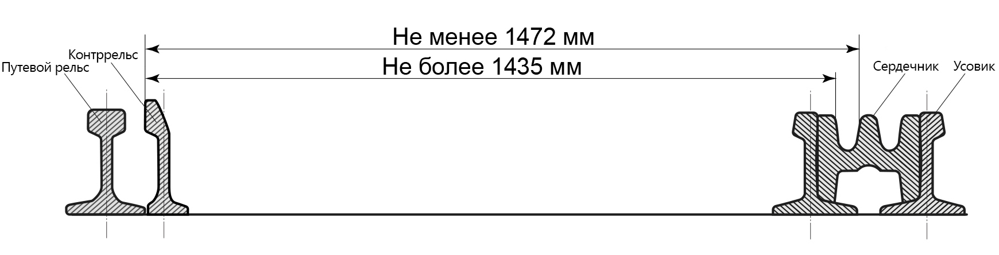 Не менее 1472 мм
Не более 1435 мм
Контррельс
Путевой рельс
Сердечник
Усовик